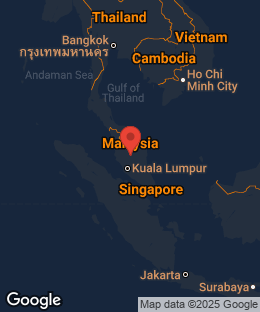 Thailand
Bangkok
กรุงเทพมหานคร
Vietnam
Cambodia
Andaman Sea
Gulf of
Thailand
Ho Chi
Minh City
Malaysia
Kuala Lumpur
Singapore
Jakarta
Surabaya
Google
Map data ©2025 Google